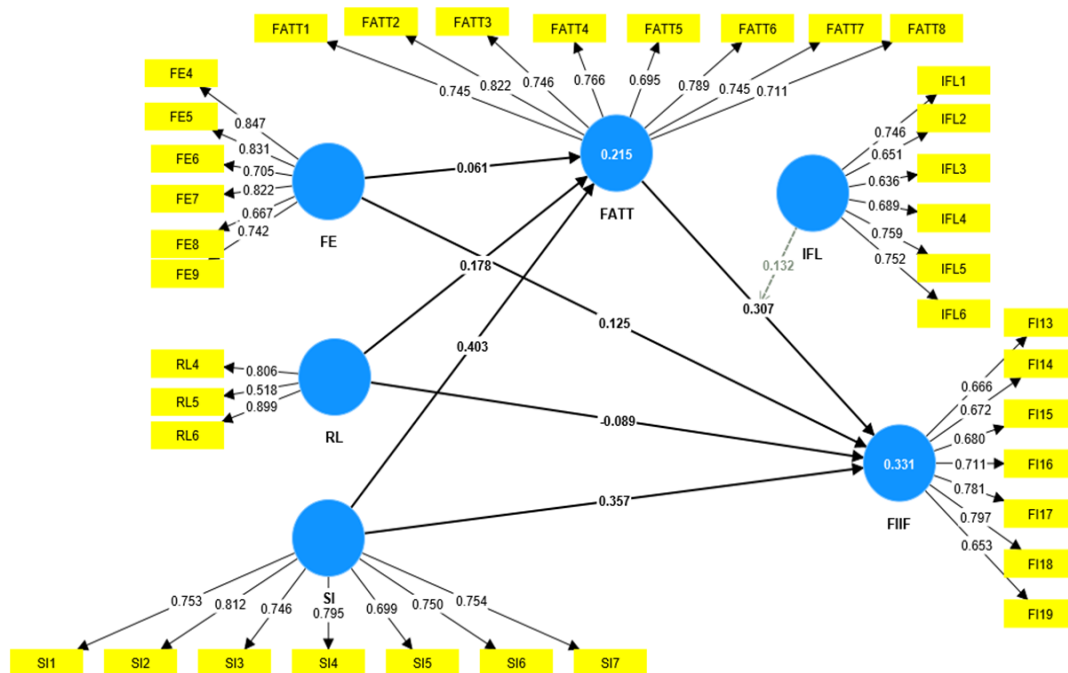 FATT1
FATT2
FATT3
FATT4
FATT5
FATT6
FATT7
FATT8
0.745
0.822
0.746
0.766
0.695
0.789
0.745
0.711
FE4
FE5
FE6
FE7
FE8
FE9
0.847
0.831
0.705
0.822
0.667
0.742
FE
0.061
0.215
FATT
IFL1
IFL2
IFL3
IFL4
IFL5
IFL6
0.746
0.651
0.636
0.689
0.759
0.752
IFL
0.132
0.307
0.178
0.125
0.403
RL4
RL5
RL6
0.806
0.518
0.899
RL
-0.089
0.357
FI13
FI14
FI15
FI16
FI17
FI18
FI19
0.666
0.672
0.680
0.711
0.781
0.797
0.653
0.331
FIIF
SI
0.753
0.812
0.746
0.795
0.699
0.750
0.754
SI1
SI2
SI3
SI4
SI5
SI6
SI7